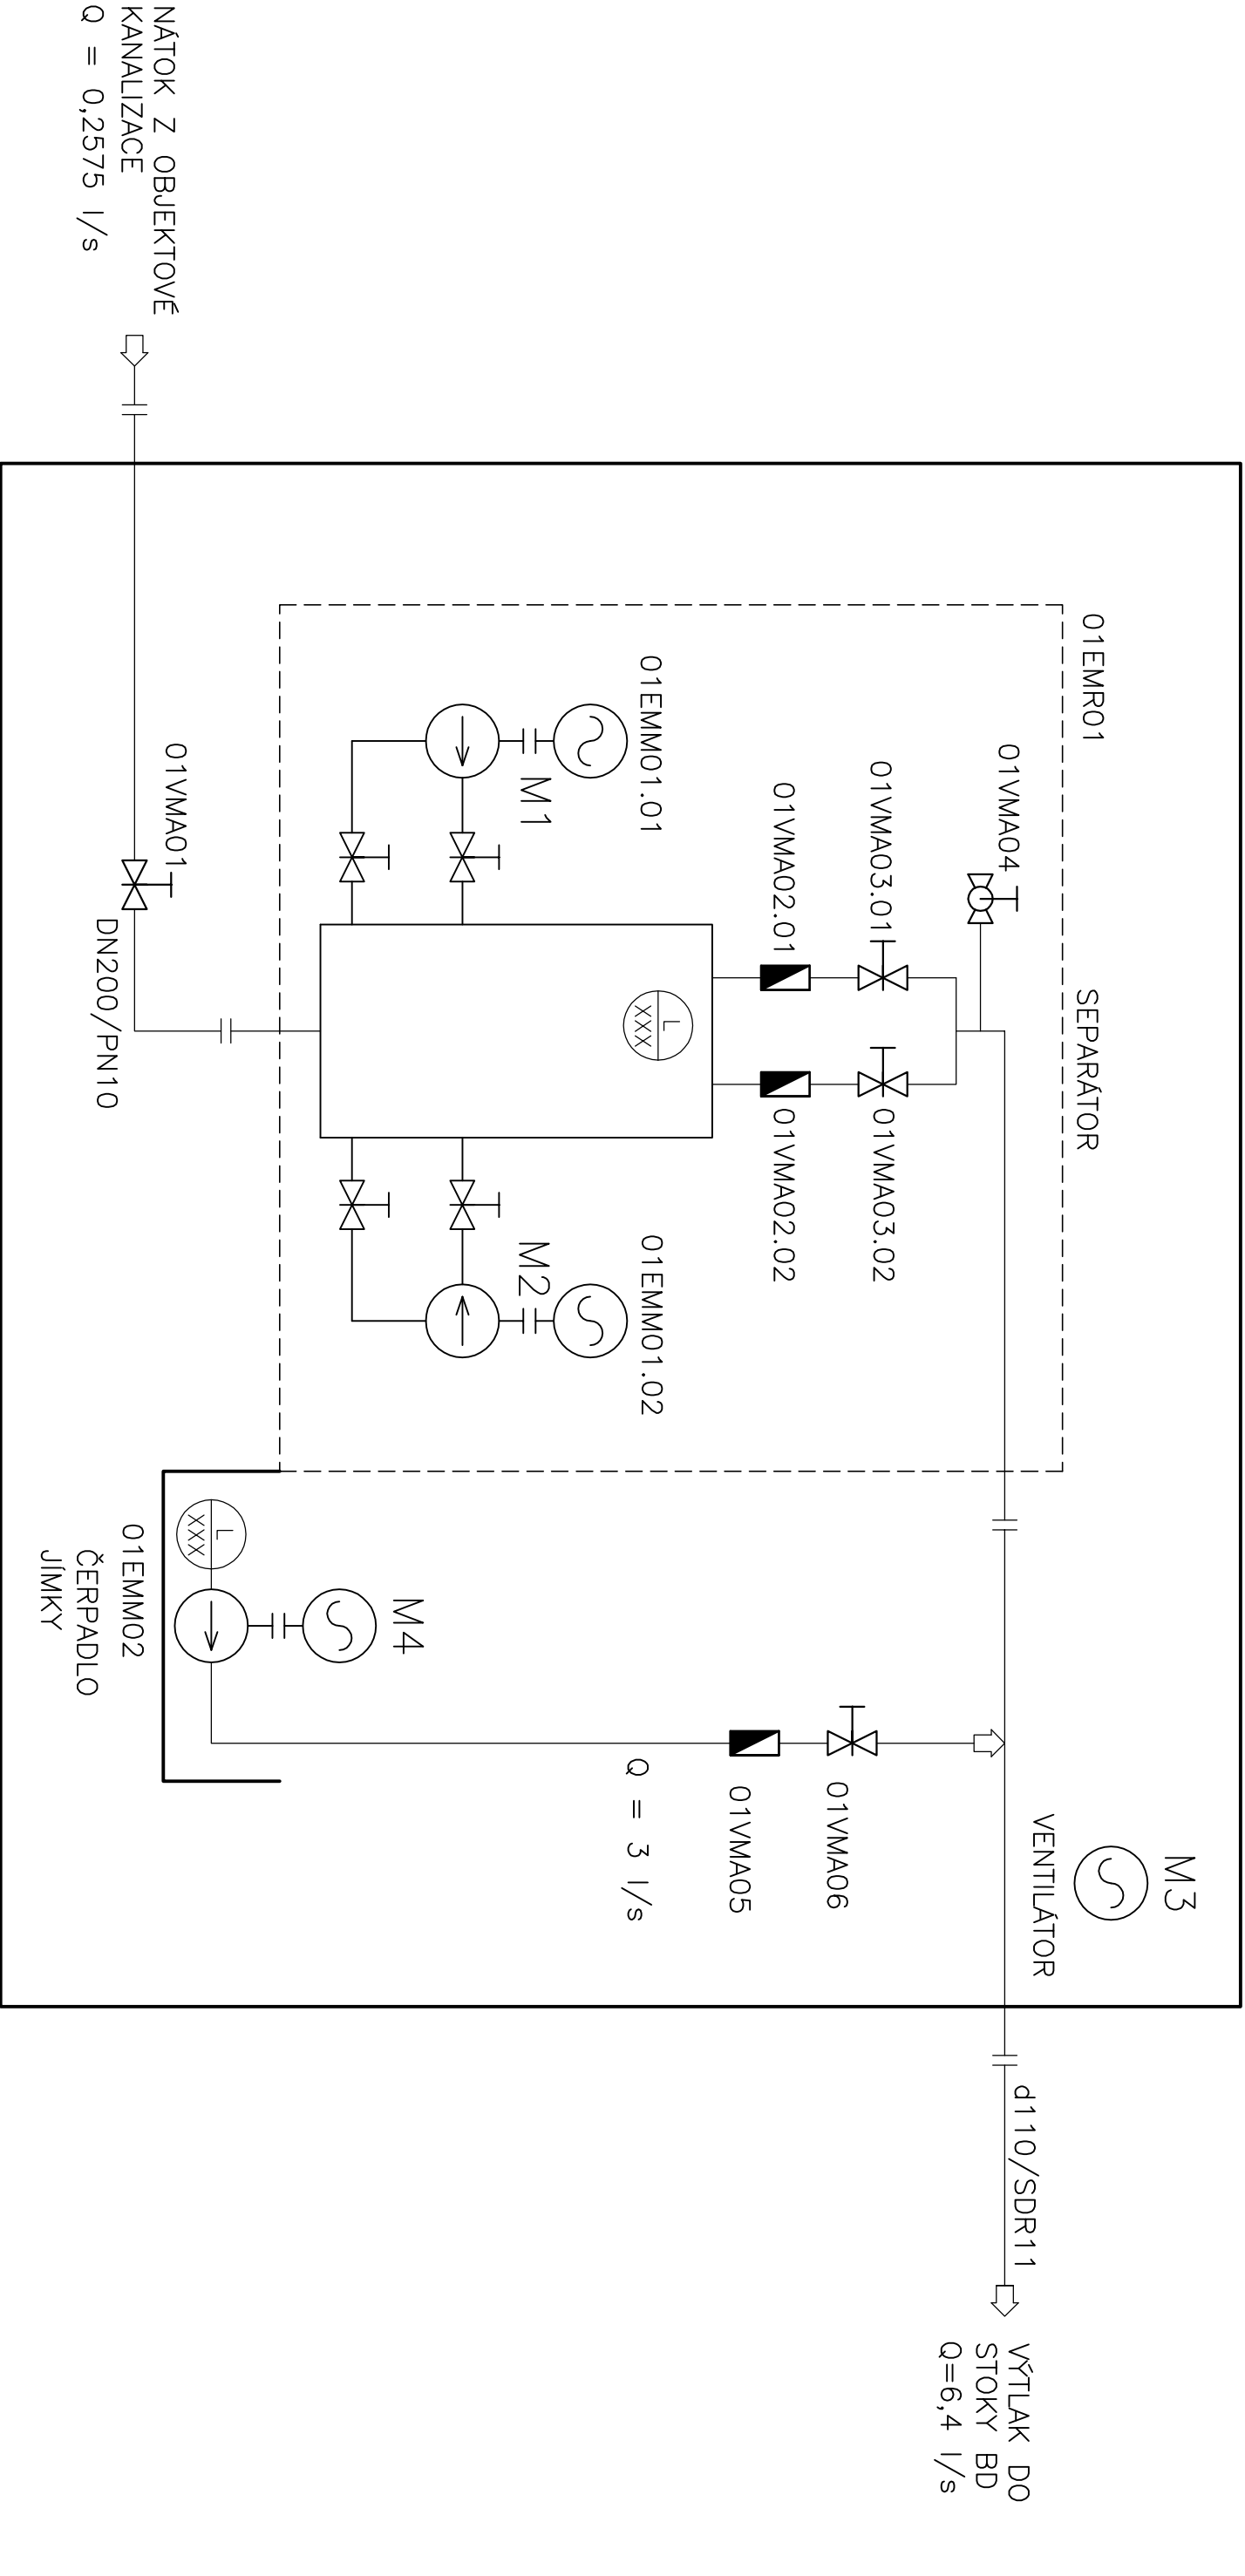 NÁTOK Z OBJEKTOVÉ
KANALIZACE
Q = 0,2575 l/s
01EMR01
SEPARÁTOR
01VMA04
01VMA03.01
01VMA03.02
01VMA02.01
01VMA02.02
01EMM01.01
M1
01EMM01.02
M2
L
XXX
01VMA01
DN200/PN10
M3
VENTILÁTOR
01VMA06
01VMA05
Q = 3 l/s
M4
L
XXX
01EMM02
ČERPADLO
JÍMKY
d110/SDR11
VÝTLAK DO
STOKY BD
Q=6,4 l/s